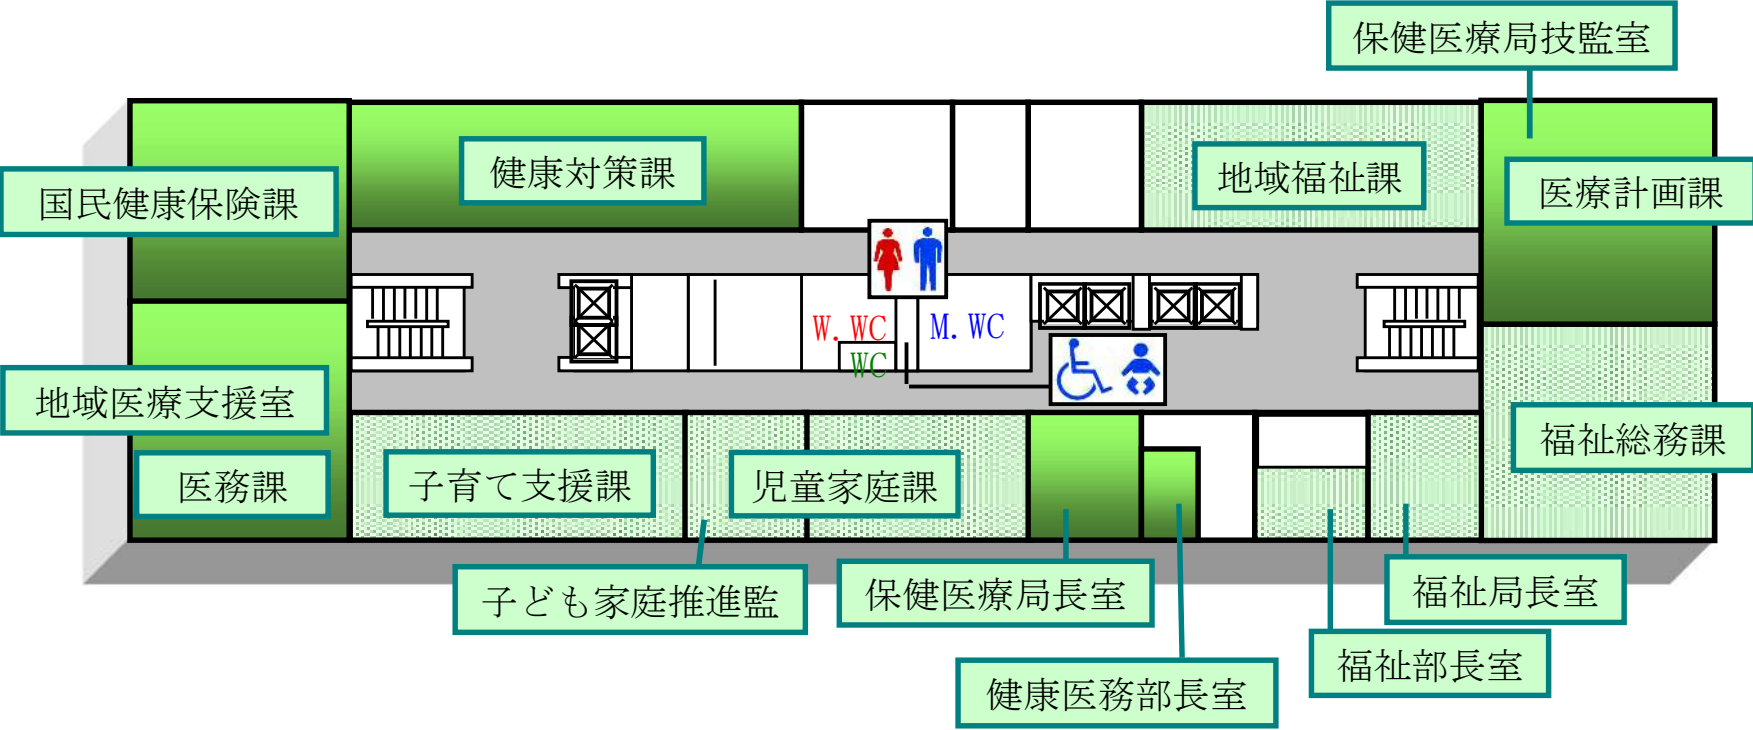 保健医療局技監室
健康対策課
地域福祉課
医療計画課
国民健康保険課
W.WC
M.WC
WC
地域医療支援室
福祉総務課
医務課
子育て支援課
児童家庭課
子ども家庭推進監
保健医療局長室
福祉局長室
福祉部長室
健康医務部長室